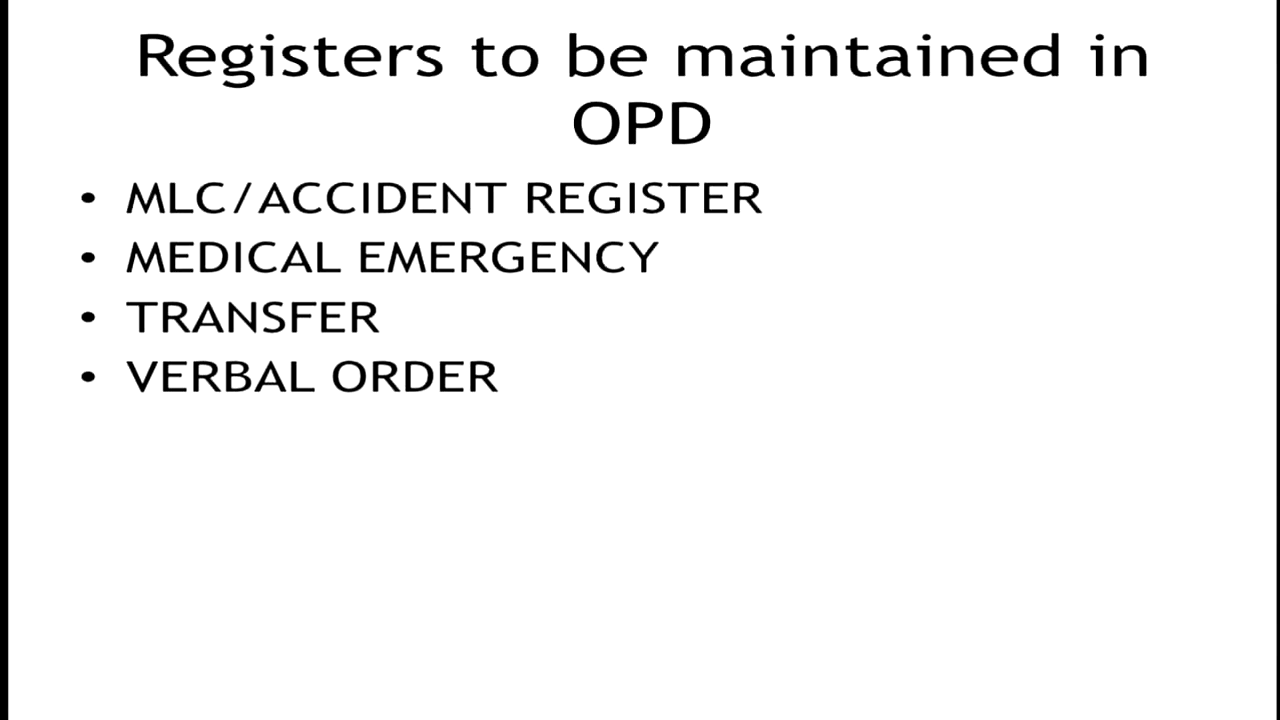 Registers to be maintained in
OPD
• MLC/ACCIDENT REGISTER
• MEDICAL EMERGENCY
• TRANSFER
• VERBAL ORDER